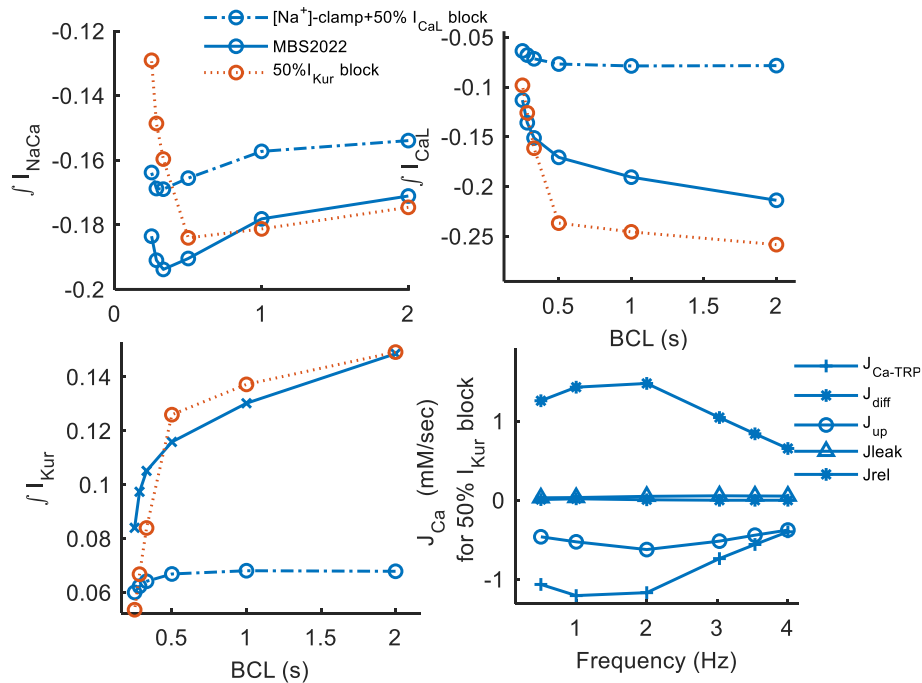 [Na⁺]-clamp+50% I_CaL block
MBS2022
50%I_Kur block
-0.12
-0.14
-0.16
-0.18
-0.2
∫ I_NaCa
0
1
2
-0.05
-0.1
-0.15
-0.2
-0.25
∫ I_CaL
0.5
1
1.5
2
BCL (s)
0.14
0.12
0.1
0.08
0.06
∫ I_Kur
0.5
1
1.5
2
BCL (s)
1
0
-1
J_Ca (mM/sec)
for 50% I_Kur block
1
2
3
4
Frequency (Hz)
J_Ca-TRP
J_diff
J_up
Jleak
Jrel